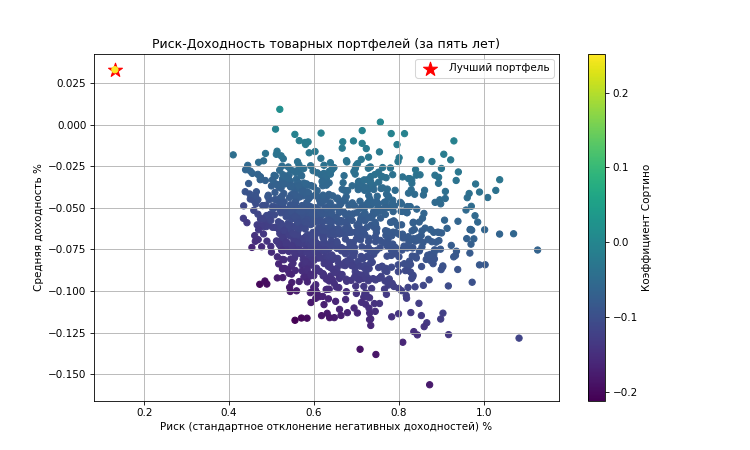 Риск-Доходность товарных портфелей (за пять лет)
Лучший портфель
Средняя доходность %
0.025
0.000
−0.025
−0.050
−0.075
−0.100
−0.125
−0.150
0.2 0.4 0.6 0.8 1.0
Риск (стандартное отклонение негативных доходностей) %
0.2
0.1
0.0
−0.1
−0.2
Коэффициент Сортино